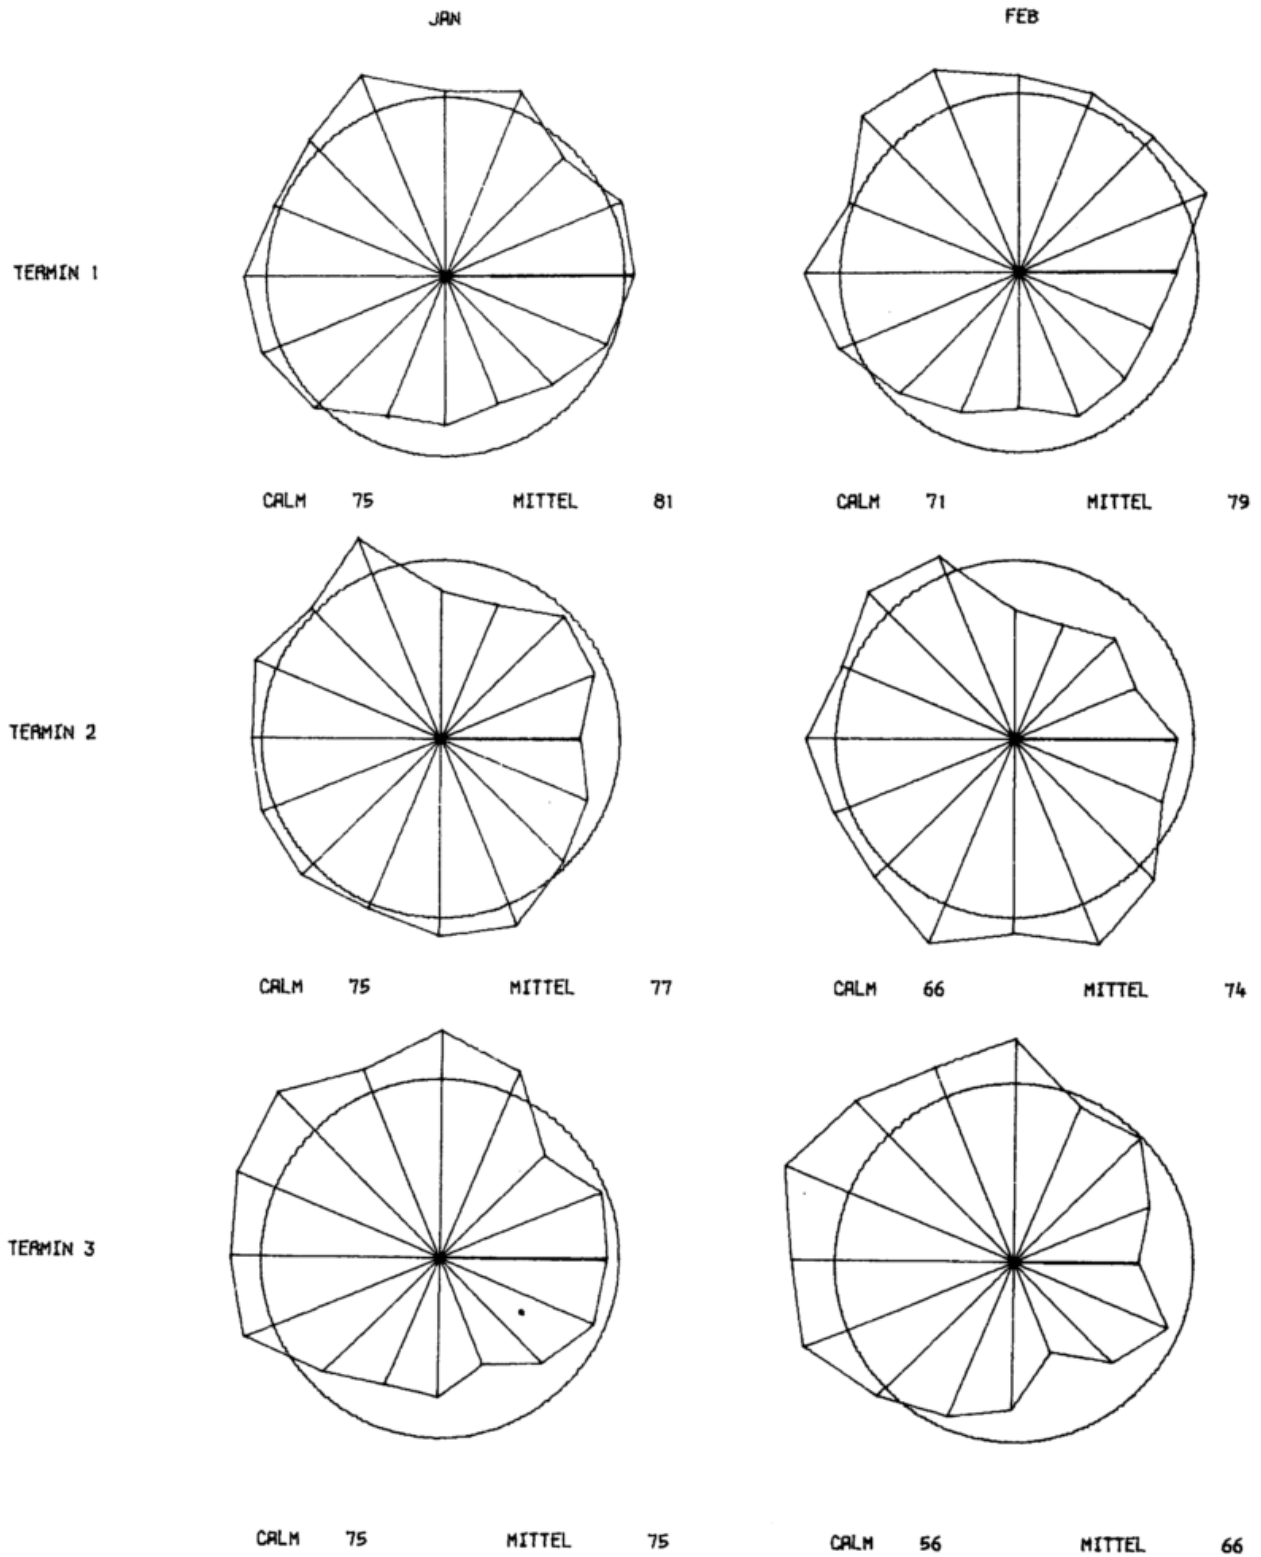 JAN FEB
TERMIN 1
CALM 75 MITTEL 81 CALM 71 MITTEL 79
TERMIN 2
CALM 75 MITTEL 77 CALM 66 MITTEL 74
TERMIN 3
CALM 75 MITTEL 75 CALM 56 MITTEL 66